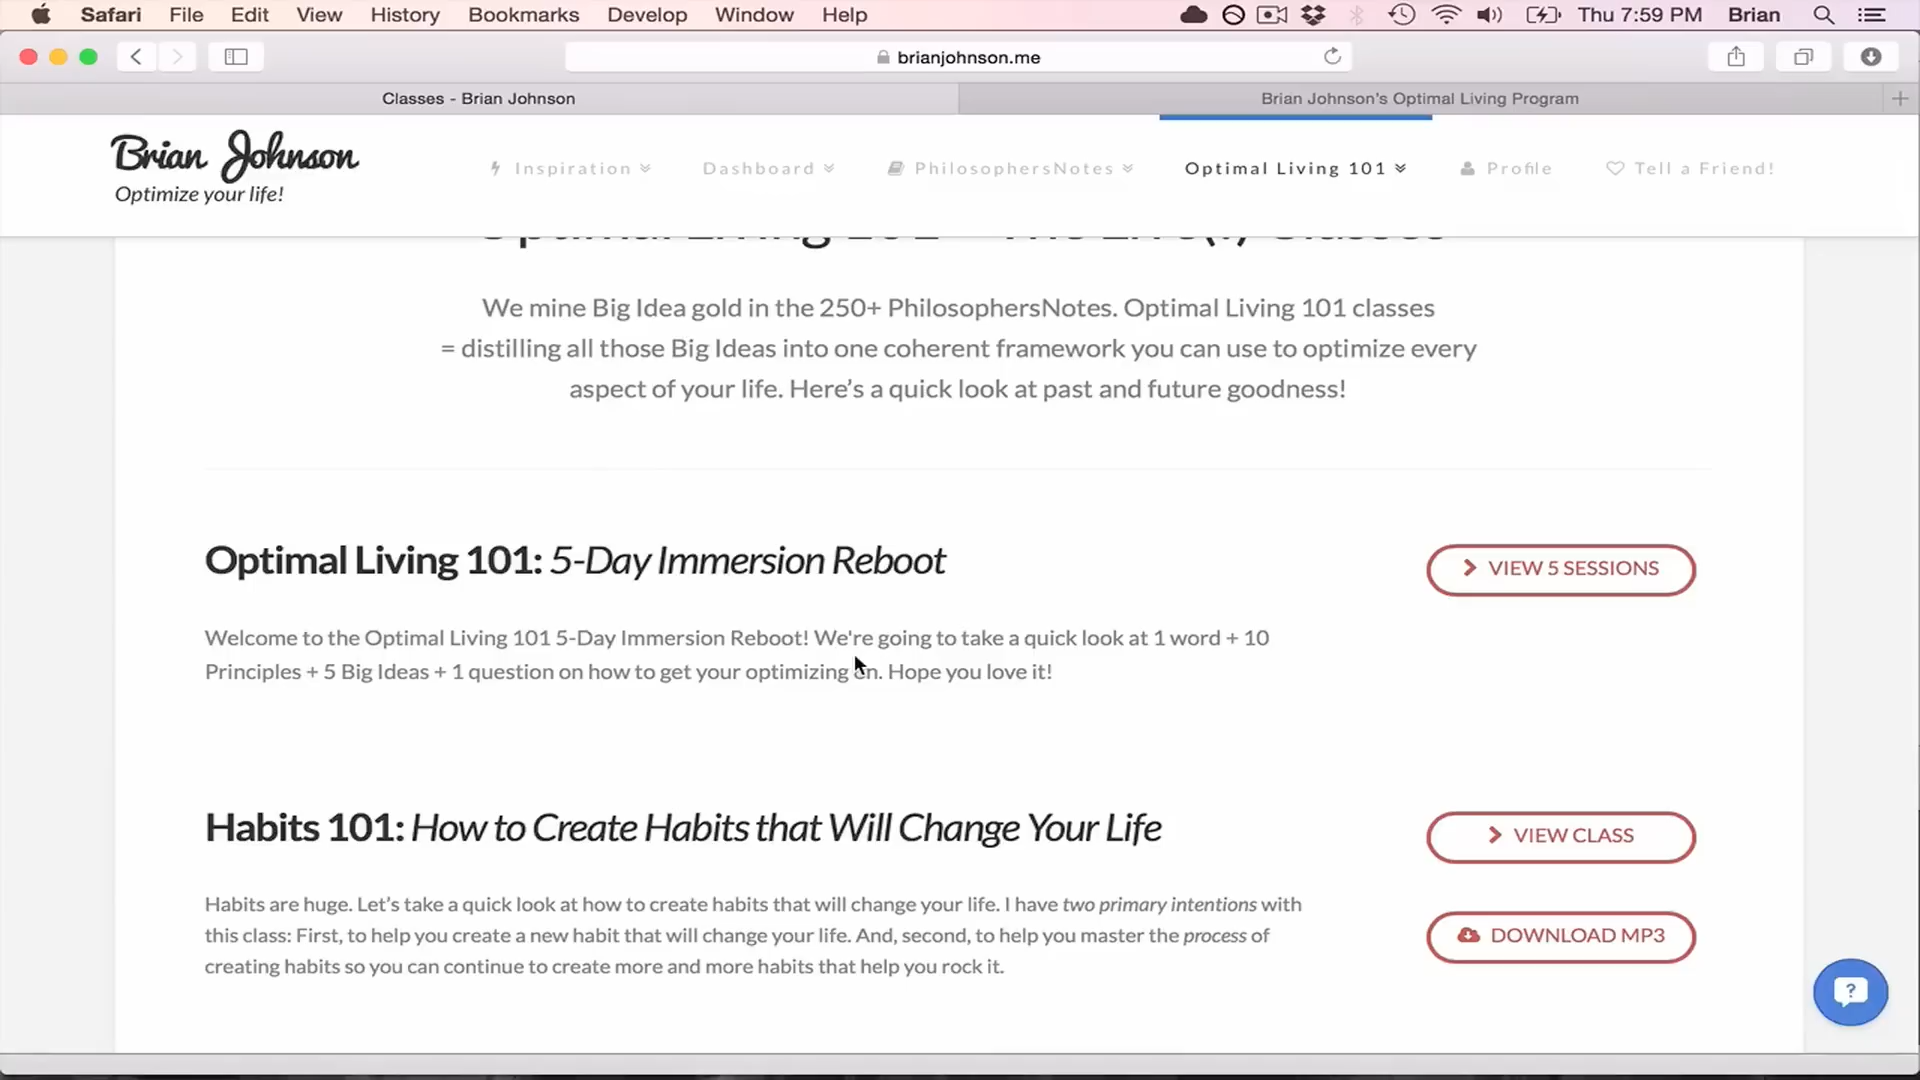 Safari File Edit View History Bookmarks Develop Window Help Thu 7:59 PM Brian
brianjohnson.me
Classes - Brian Johnson
Brian Johnson's Optimal Living Program
Brian Johnson
Optimize your life!
Inspiration Dashboard PhilosophersNotes Optimal Living 101 Profile Tell a Friend!
Optimal Living 101
We mine Big Idea gold in the 250+ PhilosophersNotes. Optimal Living 101 classes
= distilling all those Big Ideas into one coherent framework you can use to optimize every
aspect of your life. Here's a quick look at past and future goodness!
Optimal Living 101: 5-Day Immersion Reboot
VIEW 5 SESSIONS
Welcome to the Optimal Living 101 5-Day Immersion Reboot! We're going to take a quick look at 1 word + 10
Principles + 5 Big Ideas + 1 question on how to get your optimizing on. Hope you love it!
Habits 101: How to Create Habits that Will Change Your Life
VIEW CLASS
Habits are huge. Let's take a quick look at how to create habits that will change your life. I have two primary intentions with
this class: First, to help you create a new habit that will change your life. And, second, to help you master the process of
creating habits so you can continue to create more and more habits that help you rock it.
DOWNLOAD MP3